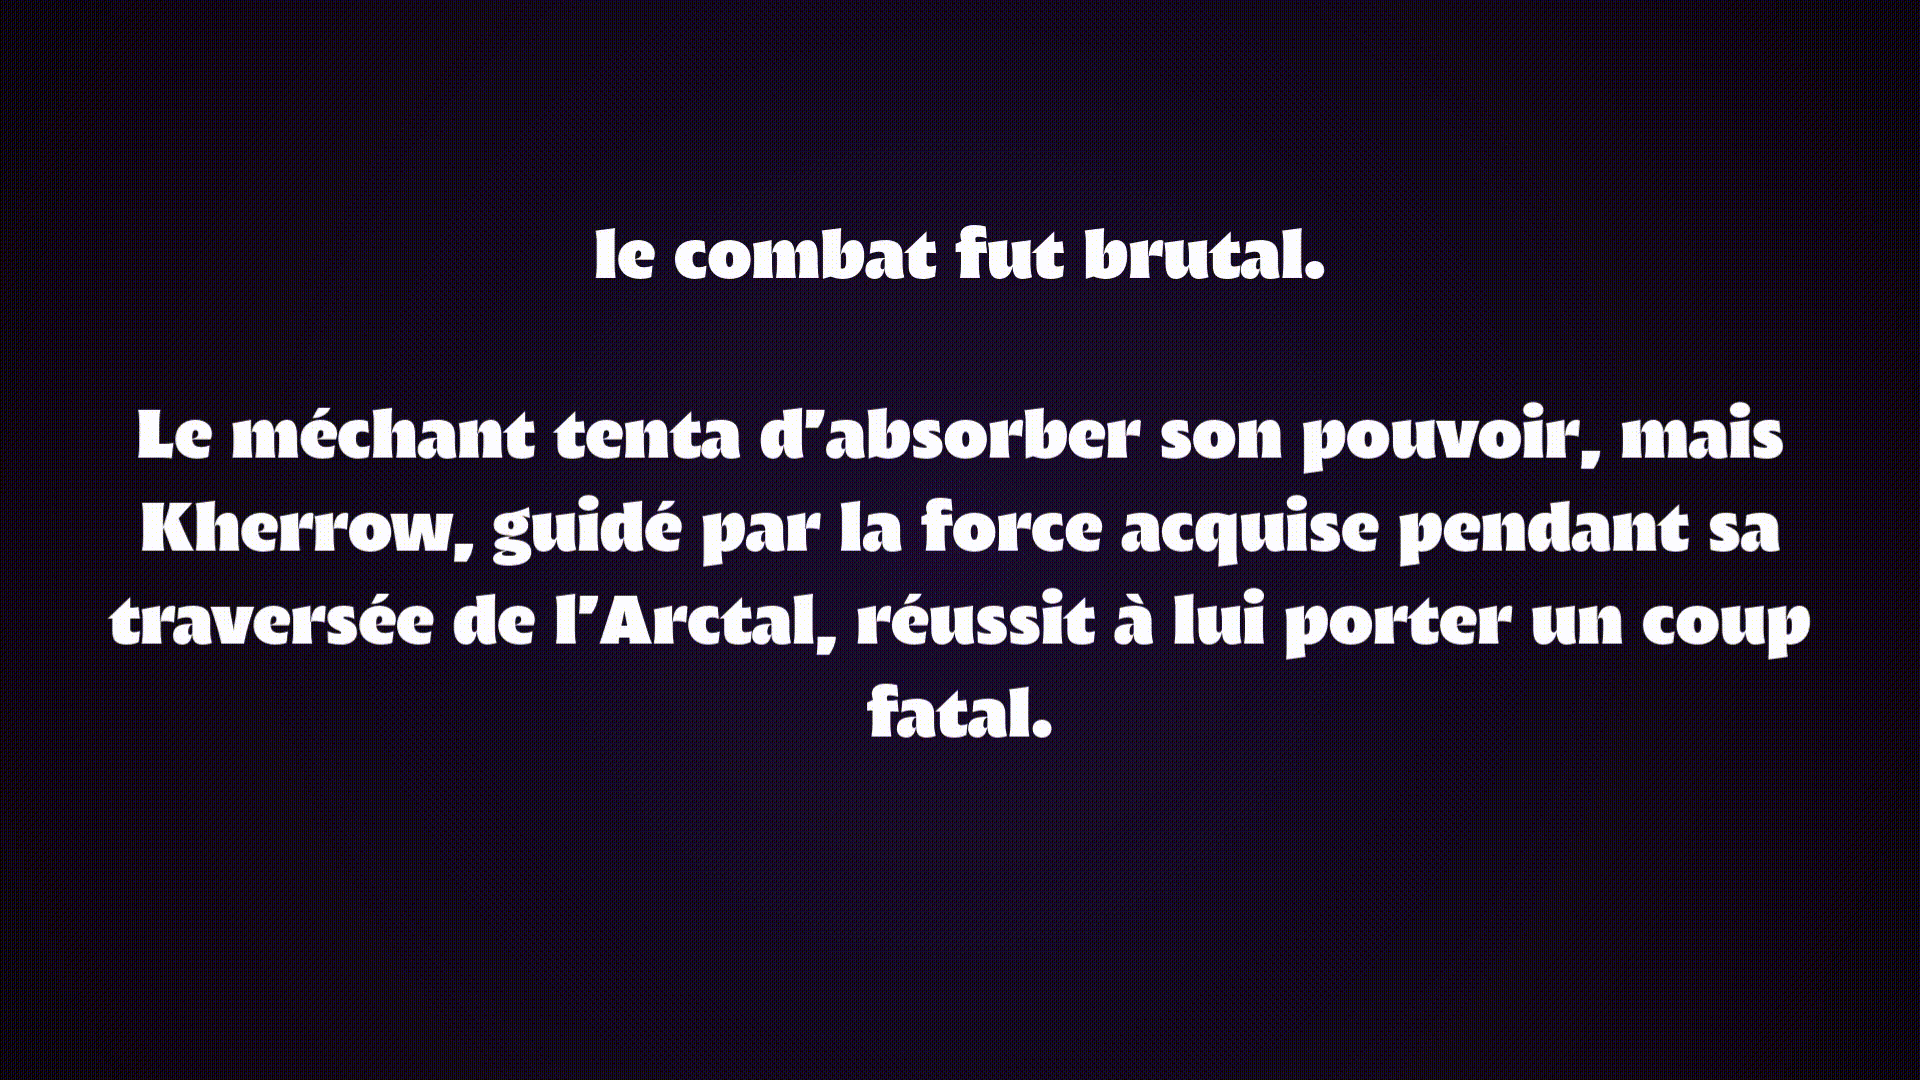 le combat fut brutal.
Le méchant tenta d'absorber son pouvoir, mais
Kherrow, guidé par la force acquise pendant sa
traversée de l'Arctal, réussit à lui porter un coup
fatal.